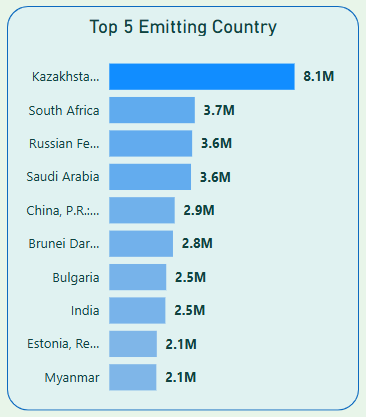 Top 5 Emitting Country
Kazakhsta... 8.1M
South Africa 3.7M
Russian Fe... 3.6M
Saudi Arabia 3.6M
China, P.R.:... 2.9M
Brunei Dar... 2.8M
Bulgaria 2.5M
India 2.5M
Estonia, Re... 2.1M
Myanmar 2.1M